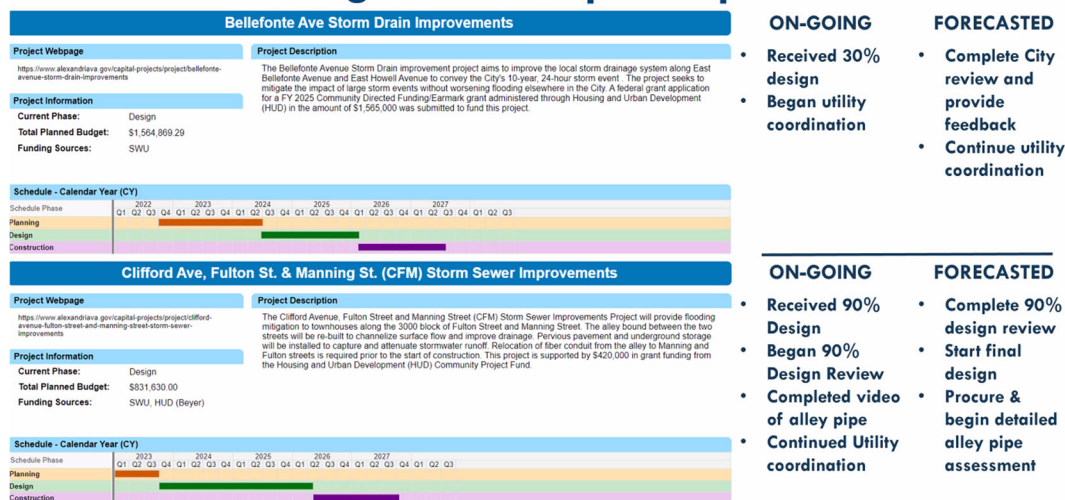 Bellefonte Ave Storm Drain Improvements
Project Webpage
https://www.alexandriava.gov/capital-projects/project/bellefonte-
avenue-storm-drain-improvements
Project Description
The Bellefonte Avenue Storm Drain improvement project aims to improve the local storm drainage system along East
Bellefonte Avenue and East Howell Avenue to convey the City's 10-year, 24-hour storm event . The project seeks to
mitigate the impact of large storm events without worsening flooding elsewhere in the City. A federal grant application
for a FY 2025 Community Directed Funding/Earmark grant administered through Housing and Urban Development
(HUD) in the amount of $1,565,000 was submitted to fund this project.
Project Information
Current Phase: Design
Total Planned Budget: $1,564,869.29
Funding Sources: SWU
Schedule - Calendar Year (CY)
Schedule Phase
2022 2023 2024 2025 2026 2027
Q1 Q2 Q3 Q4 Q1 Q2 Q3 Q4 Q1 Q2 Q3 Q4 Q1 Q2 Q3 Q4 Q1 Q2 Q3 Q4 Q1 Q2 Q3 Q4 Q1 Q2 Q3
Planning
Design
Construction
ON-GOING
• Received 30%
design
• Began utility
coordination
FORECASTED
• Complete City
review and
provide
feedback
• Continue utility
coordination
Clifford Ave, Fulton St. & Manning St. (CFM) Storm Sewer Improvements
Project Webpage
https://www.alexandriava.gov/capital-projects/project/clifford-
avenue-fulton-street-and-manning-street-storm-sewer-
improvements
Project Description
The Clifford Avenue, Fulton Street and Manning Street (CFM) Storm Sewer Improvements Project will provide flooding
mitigation to townhouses along the 3000 block of Fulton Street and Manning Street. The alley bound between the two
streets will be re-built to channelize surface flow and improve drainage. Pervious pavement and underground storage
will be installed to capture and attenuate stormwater runoff. Relocation of fiber conduit from the alley to Manning and
Fulton streets is required prior to the start of construction. This project is supported by $420,000 in grant funding from
the Housing and Urban Development (HUD) Community Project Fund.
Project Information
Current Phase: Design
Total Planned Budget: $831,630.00
Funding Sources: SWU, HUD (Beyer)
Schedule - Calendar Year (CY)
Schedule Phase
2023 2024 2025 2026 2027
Q1 Q2 Q3 Q4 Q1 Q2 Q3 Q4 Q1 Q2 Q3 Q4 Q1 Q2 Q3 Q4 Q1 Q2 Q3 Q4 Q1 Q2 Q3
Planning
Design
Construction
ON-GOING
• Received 90%
Design
• Began 90%
Design Review
• Completed video
of alley pipe
• Continued Utility
coordination
FORECASTED
• Complete 90%
design review
• Start final
design
• Procure &
begin detailed
alley pipe
assessment